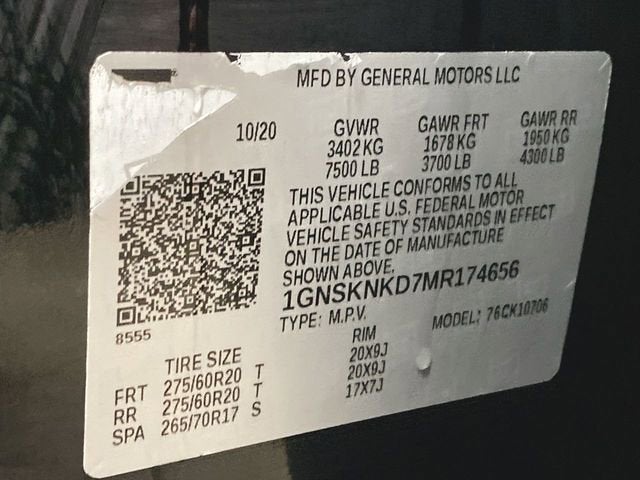 MFD BY GENERAL MOTORS LLC
10/20 GVWR GAWR FRT GAWR RR
3402 KG 1678 KG 1950 KG
7500 LB 3700 LB 4300 LB
THIS VEHICLE CONFORMS TO ALL
APPLICABLE U.S. FEDERAL MOTOR
VEHICLE SAFETY STANDARDS IN EFFECT
ON THE DATE OF MANUFACTURE
SHOWN ABOVE.
1GNSKNKD7MR174656
TYPE: M.P.V. MODEL: 76CK10706
8555
TIRE SIZE RIM
FRT 275/60R20 T 20X9J
RR 275/60R20 T 20X9J
SPA 265/70R17 S 17X7J